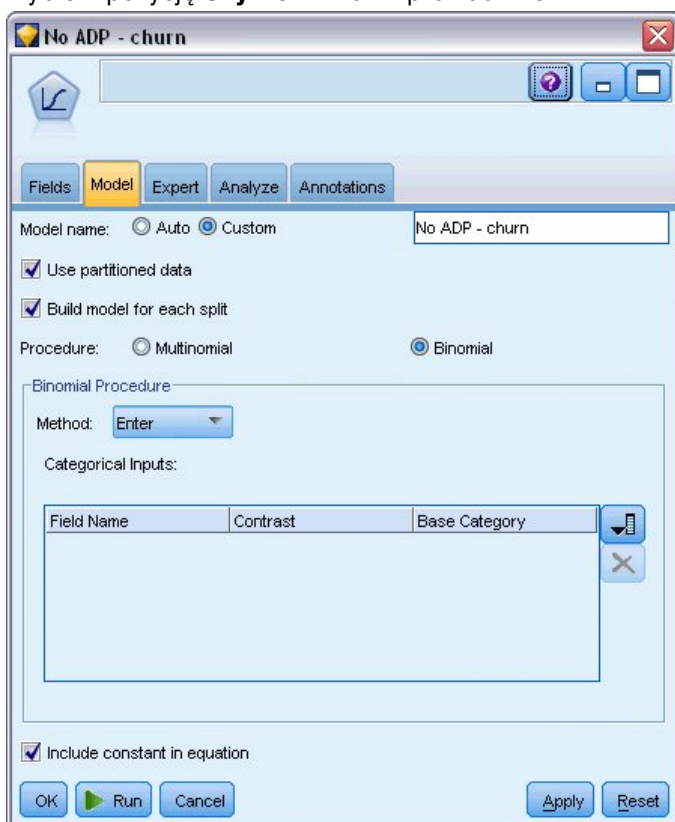 No ADP - churn
Fields Model Expert Analyze Annotations
Model name: Auto Custom No ADP - churn
Use partitioned data
Build model for each split
Procedure: Multinomial Binomial
Binomial Procedure
Method: Enter
Categorical Inputs:
Field Name Contrast Base Category
Include constant in equation
OK Run Cancel Apply Reset